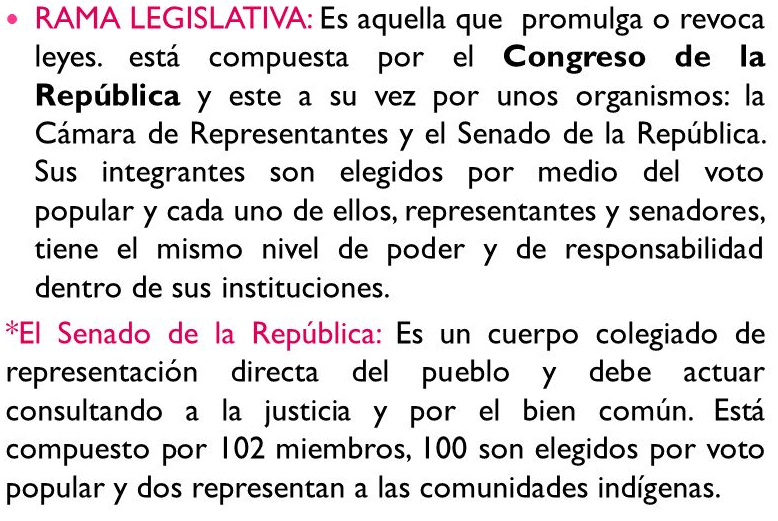 • RAMA LEGISLATIVA: Es aquella que promulga o revoca
leyes. está compuesta por el Congreso de la
República y este a su vez por unos organismos: la
Cámara de Representantes y el Senado de la República.
Sus integrantes son elegidos por medio del voto
popular y cada uno de ellos, representantes y senadores,
tiene el mismo nivel de poder y de responsabilidad
dentro de sus instituciones.
*El Senado de la República: Es un cuerpo colegiado de
representación directa del pueblo y debe actuar
consultando a la justicia y por el bien común. Está
compuesto por 102 miembros, 100 son elegidos por voto
popular y dos representan a las comunidades indígenas.